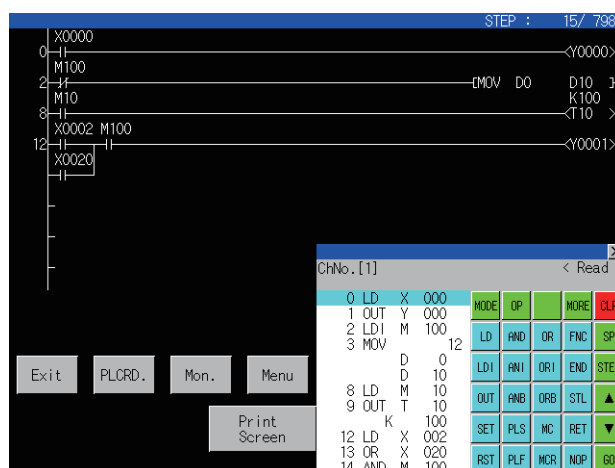 STEP : 15/ 798
X0000
0 <Y0000>
M100
2 [MOV D0 D10 ]
M10 K100
8 <T10 >
X0002 M100
12 <Y0001>
X0020
ChNo.[1] < Read
0 LD X 000
1 OUT Y 000
2 LDI M 100
3 MOV 12
D 0
D 10
8 LD M 10
9 OUT T 10
K 100
12 LD X 002
13 OR X 020
14 AND M 100
MODE OP MORE CLR
LD AND OR FNC SP
LDI ANI ORI END STE
OUT ANB ORB STL ▲
SET PLS MC RET ▼
RST PLF MCR NOP GO
Exit PLCRD. Mon. Menu
Print
Screen